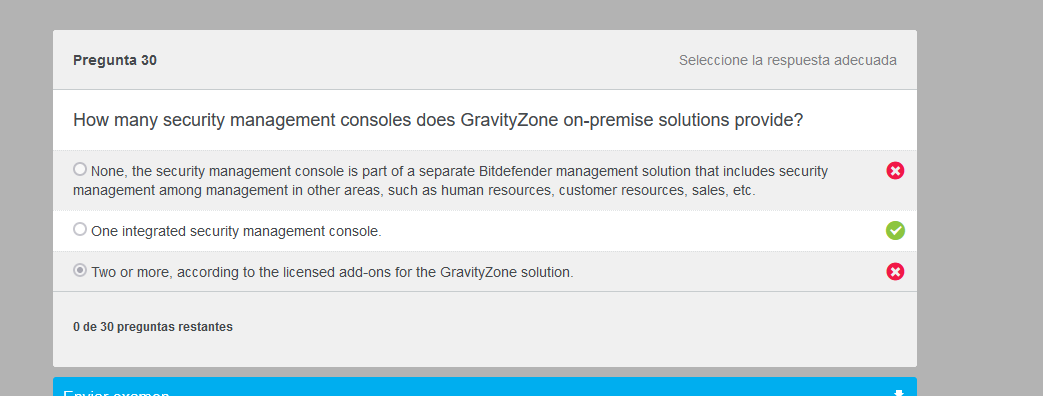 Pregunta 30
Seleccione la respuesta adecuada
How many security management consoles does GravityZone on-premise solutions provide?
None, the security management console is part of a separate Bitdefender management solution that includes security
management among management in other areas, such as human resources, customer resources, sales, etc.
One integrated security management console.
Two or more, according to the licensed add-ons for the GravityZone solution.
0 de 30 preguntas restantes
Enviar examen